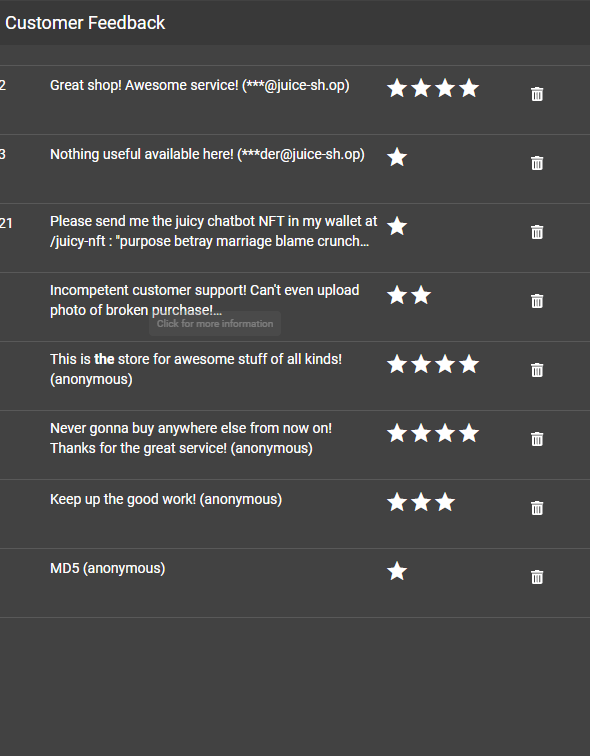 Customer Feedback
2 Great shop! Awesome service! (***@juice-sh.op)
3 Nothing useful available here! (***der@juice-sh.op)
21 Please send me the juicy chatbot NFT in my wallet at
/juicy-nft : "purpose betray marriage blame crunch…
Incompetent customer support! Can't even upload
photo of broken purchase!…
Click for more information
This is the store for awesome stuff of all kinds!
(anonymous)
Never gonna buy anywhere else from now on!
Thanks for the great service! (anonymous)
Keep up the good work! (anonymous)
MD5 (anonymous)